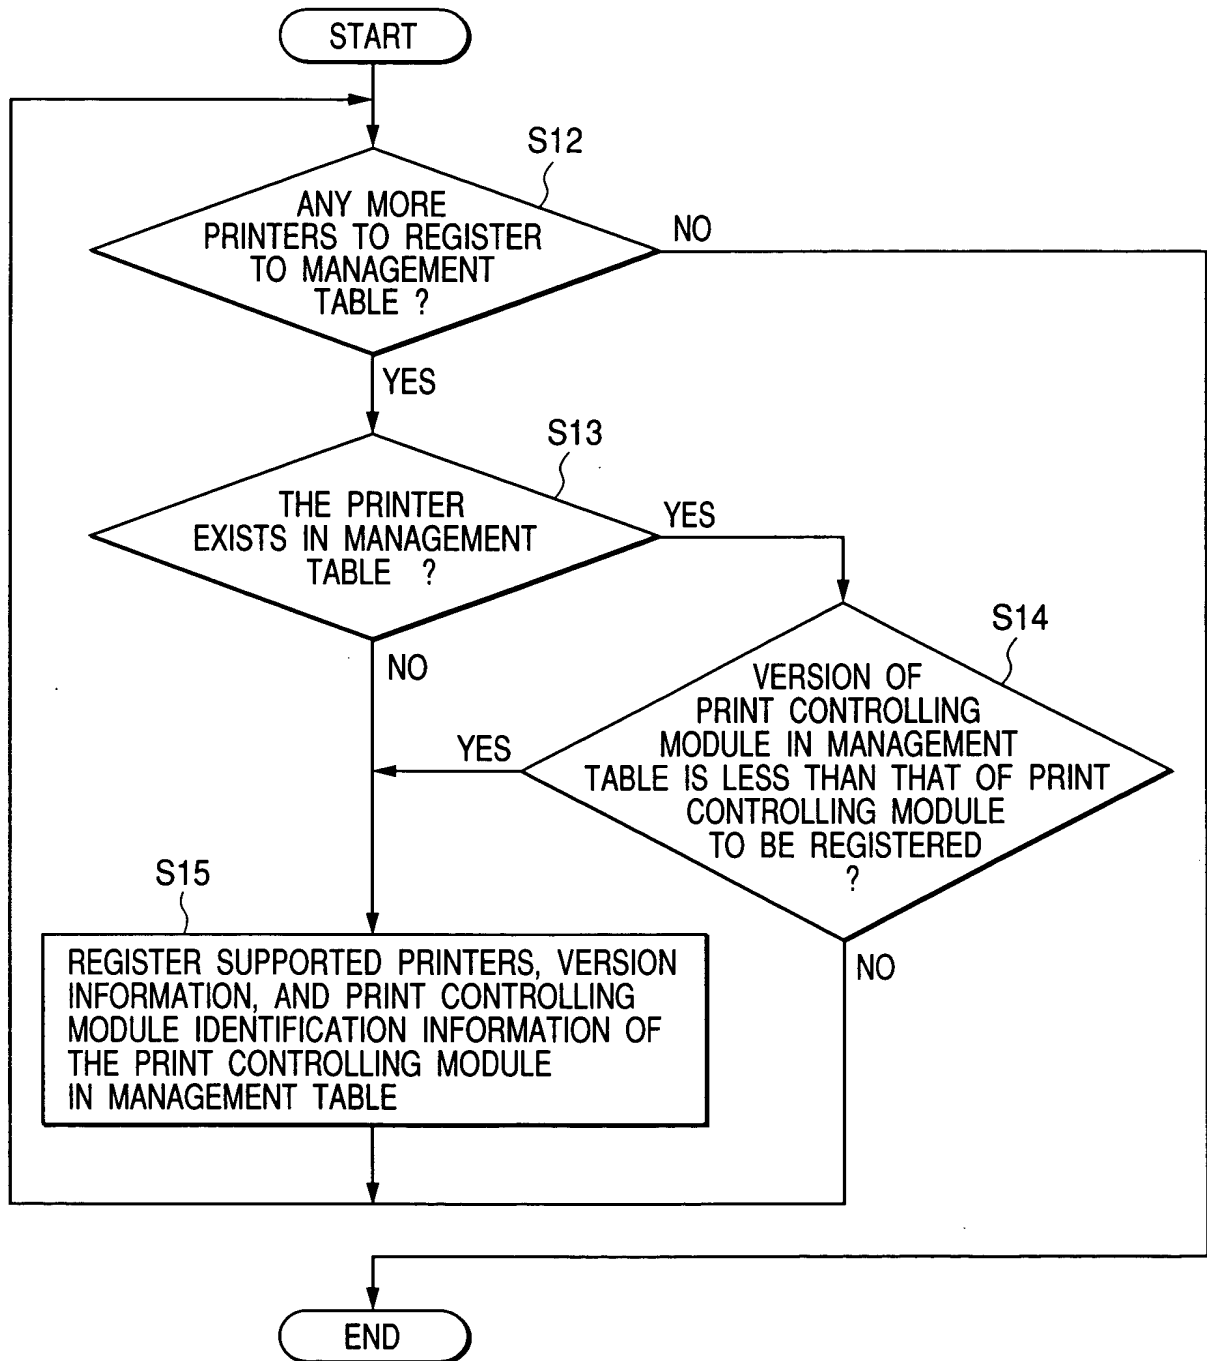 START
S12
ANY MORE
PRINTERS TO REGISTER
TO MANAGEMENT
TABLE ?
NO
YES
S13
THE PRINTER
EXISTS IN MANAGEMENT
TABLE ?
YES
NO
S14
VERSION OF
PRINT CONTROLLING
MODULE IN MANAGEMENT
TABLE IS LESS THAN THAT OF PRINT
CONTROLLING MODULE
TO BE REGISTERED
?
YES
NO
S15
REGISTER SUPPORTED PRINTERS, VERSION
INFORMATION, AND PRINT CONTROLLING
MODULE IDENTIFICATION INFORMATION OF
THE PRINT CONTROLLING MODULE
IN MANAGEMENT TABLE
END